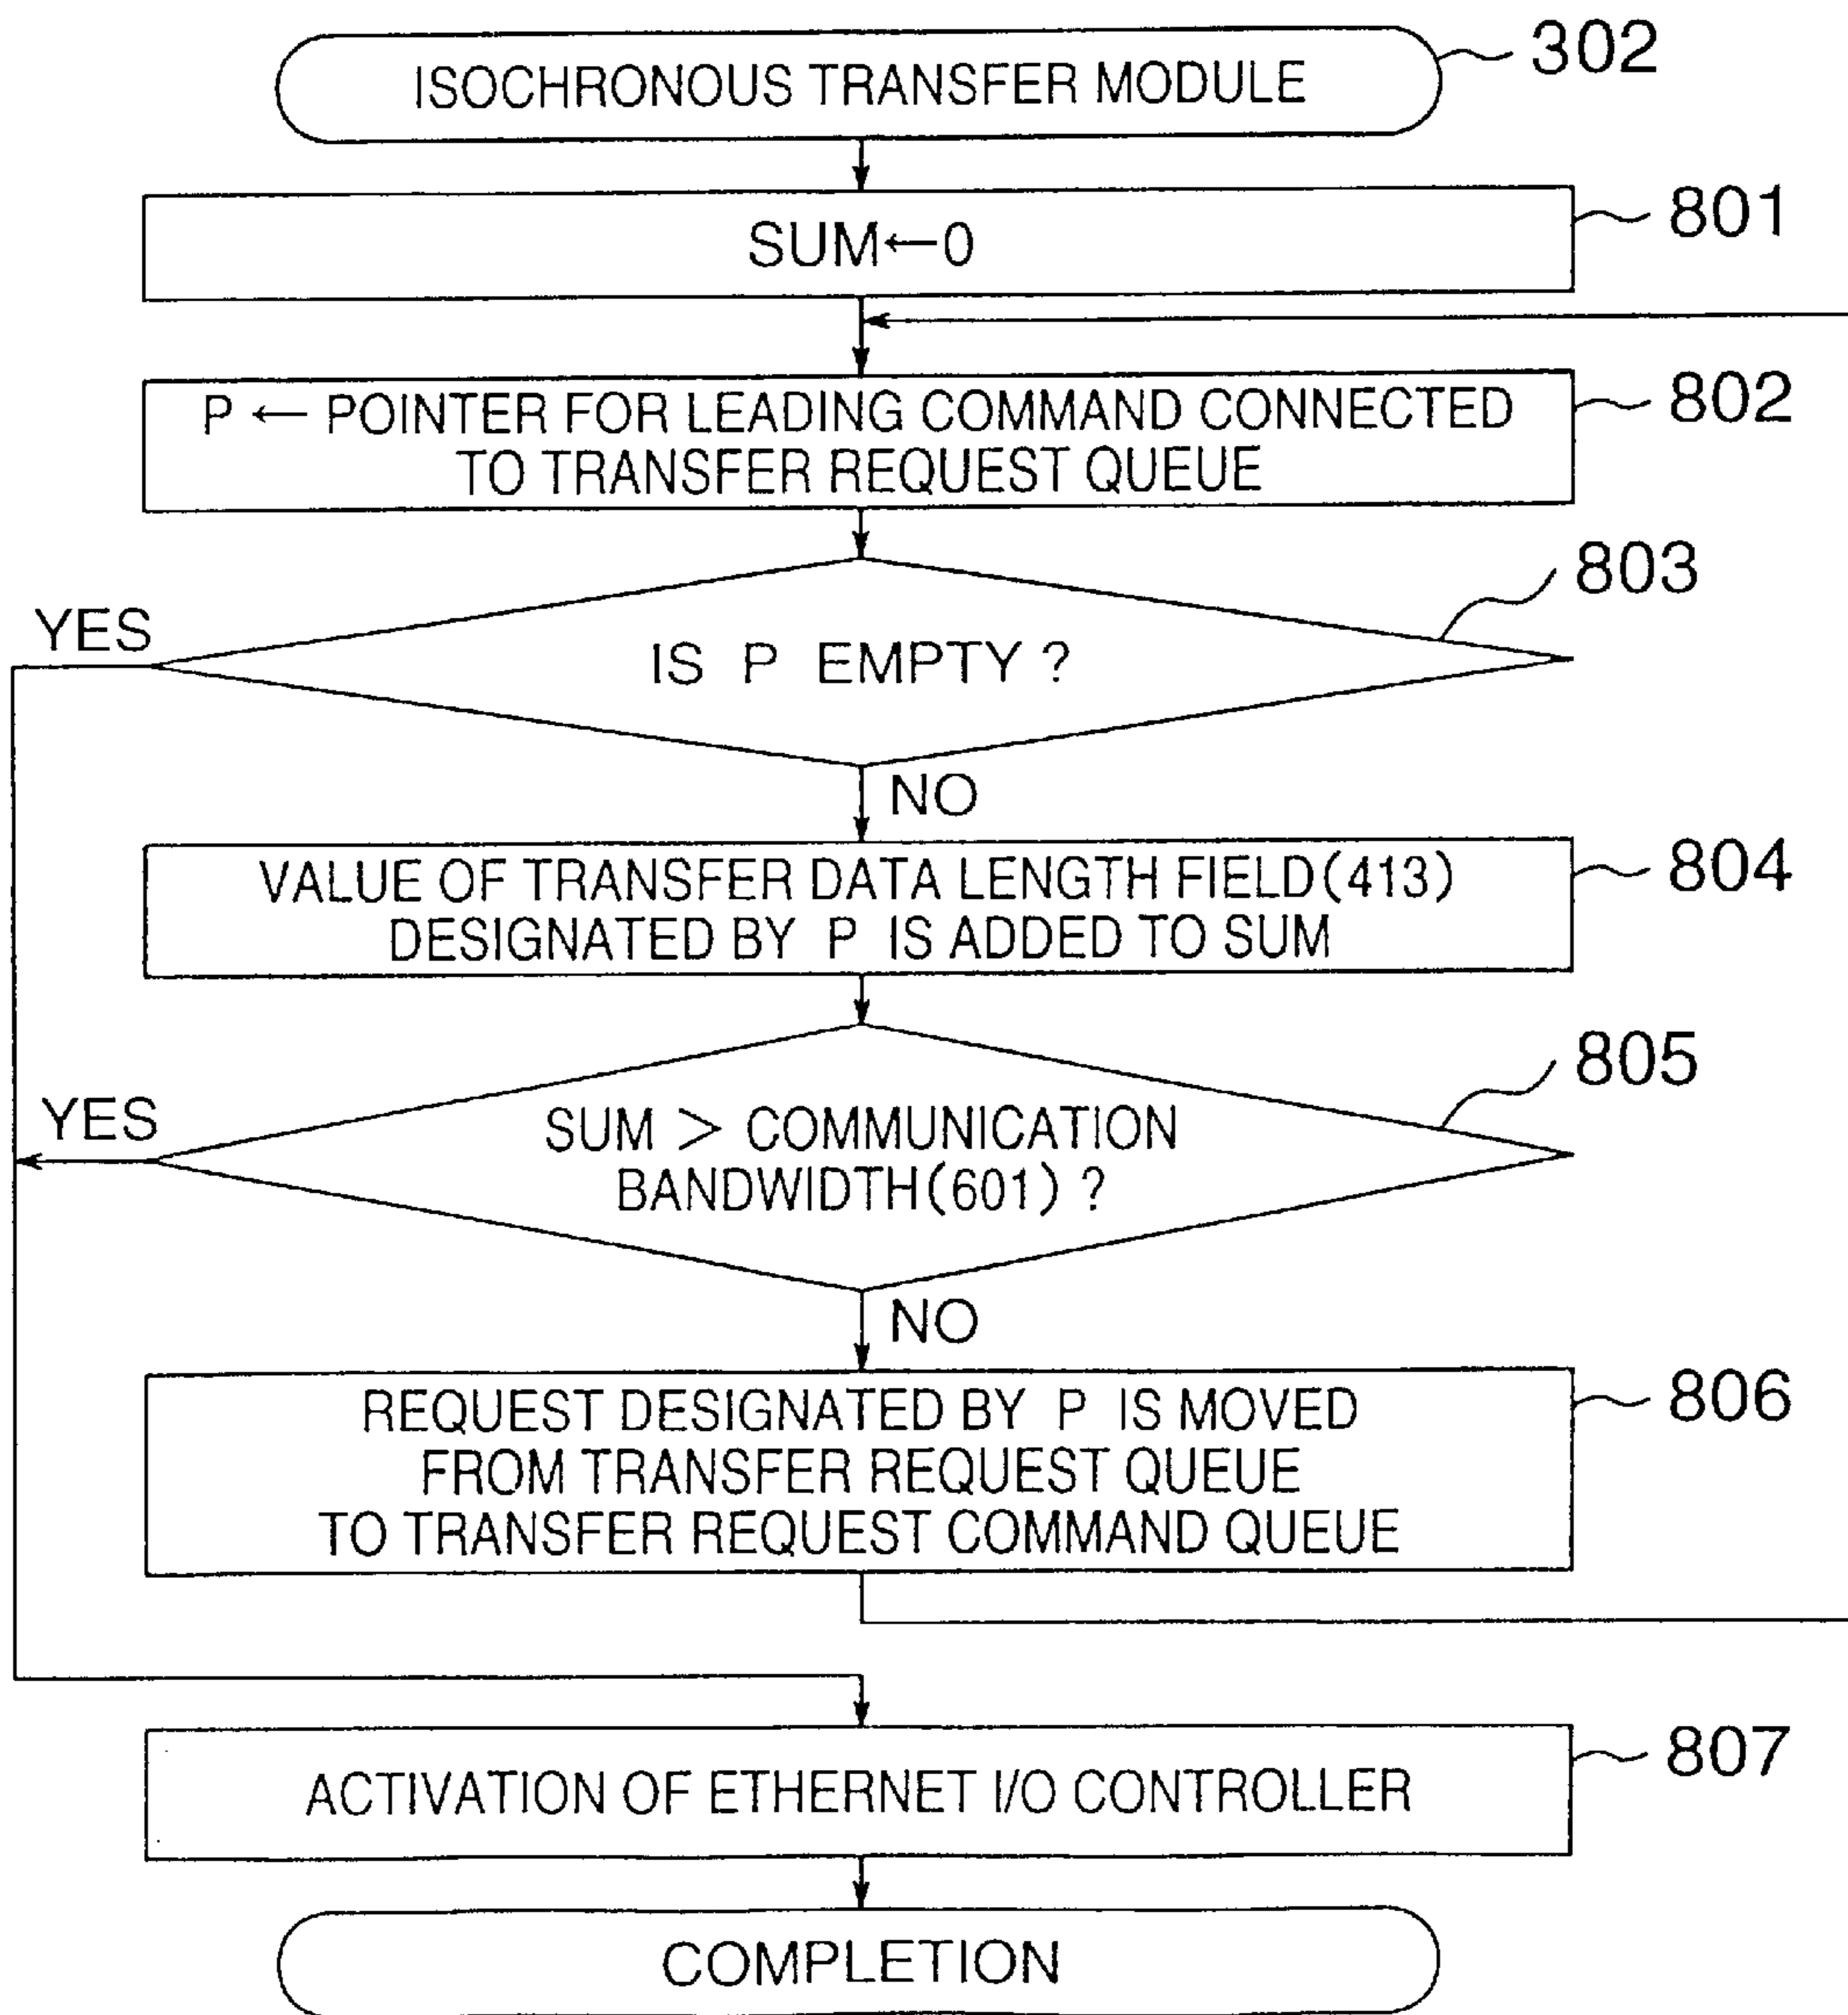 ISOCHRONOUS TRANSFER MODULE
302
SUM←0
801
P ← POINTER FOR LEADING COMMAND CONNECTED
TO TRANSFER REQUEST QUEUE
802
IS P EMPTY ?
803
YES
NO
VALUE OF TRANSFER DATA LENGTH FIELD(413)
DESIGNATED BY P IS ADDED TO SUM
804
SUM > COMMUNICATION
BANDWIDTH(601) ?
805
YES
NO
REQUEST DESIGNATED BY P IS MOVED
FROM TRANSFER REQUEST QUEUE
TO TRANSFER REQUEST COMMAND QUEUE
806
ACTIVATION OF ETHERNET I/O CONTROLLER
807
COMPLETION